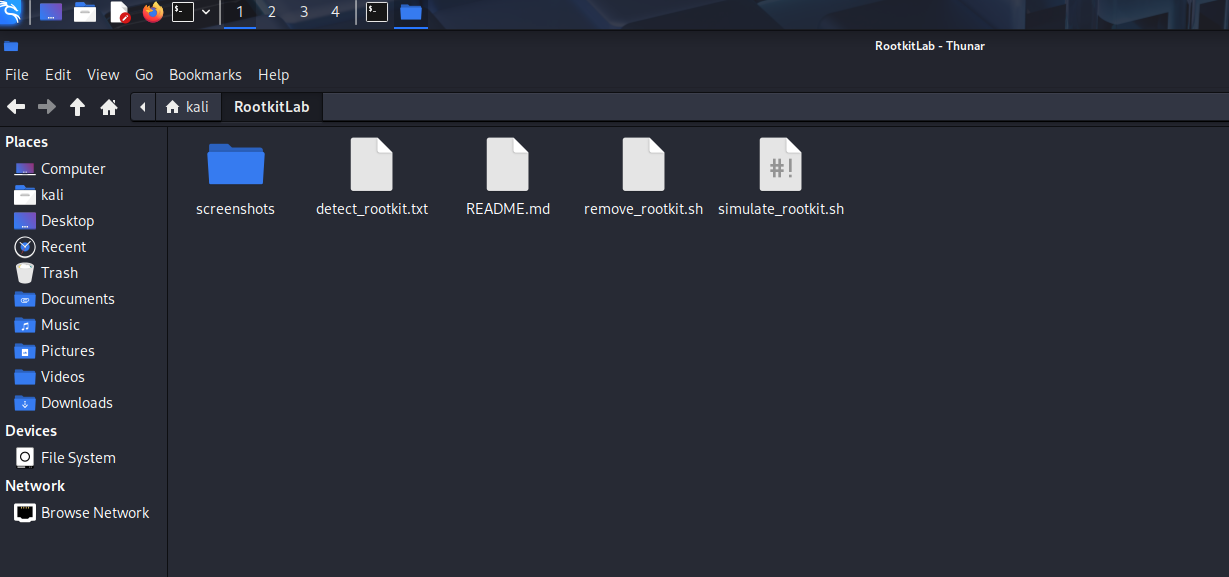 1 2 3 4
RootkitLab - Thunar
File Edit View Go Bookmarks Help
kali RootkitLab
Places
Computer
kali
Desktop
Recent
Trash
Documents
Music
Pictures
Videos
Downloads
Devices
File System
Network
Browse Network
#!
screenshots detect_rootkit.txt README.md remove_rootkit.sh simulate_rootkit.sh